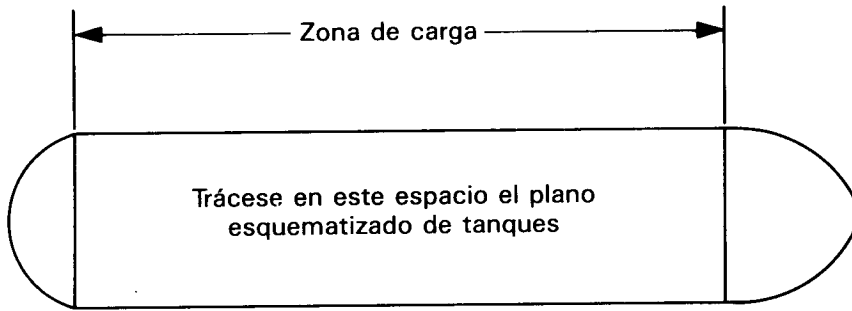 Zona de carga
Trácese en este espacio el plano
esquematizado de tanques